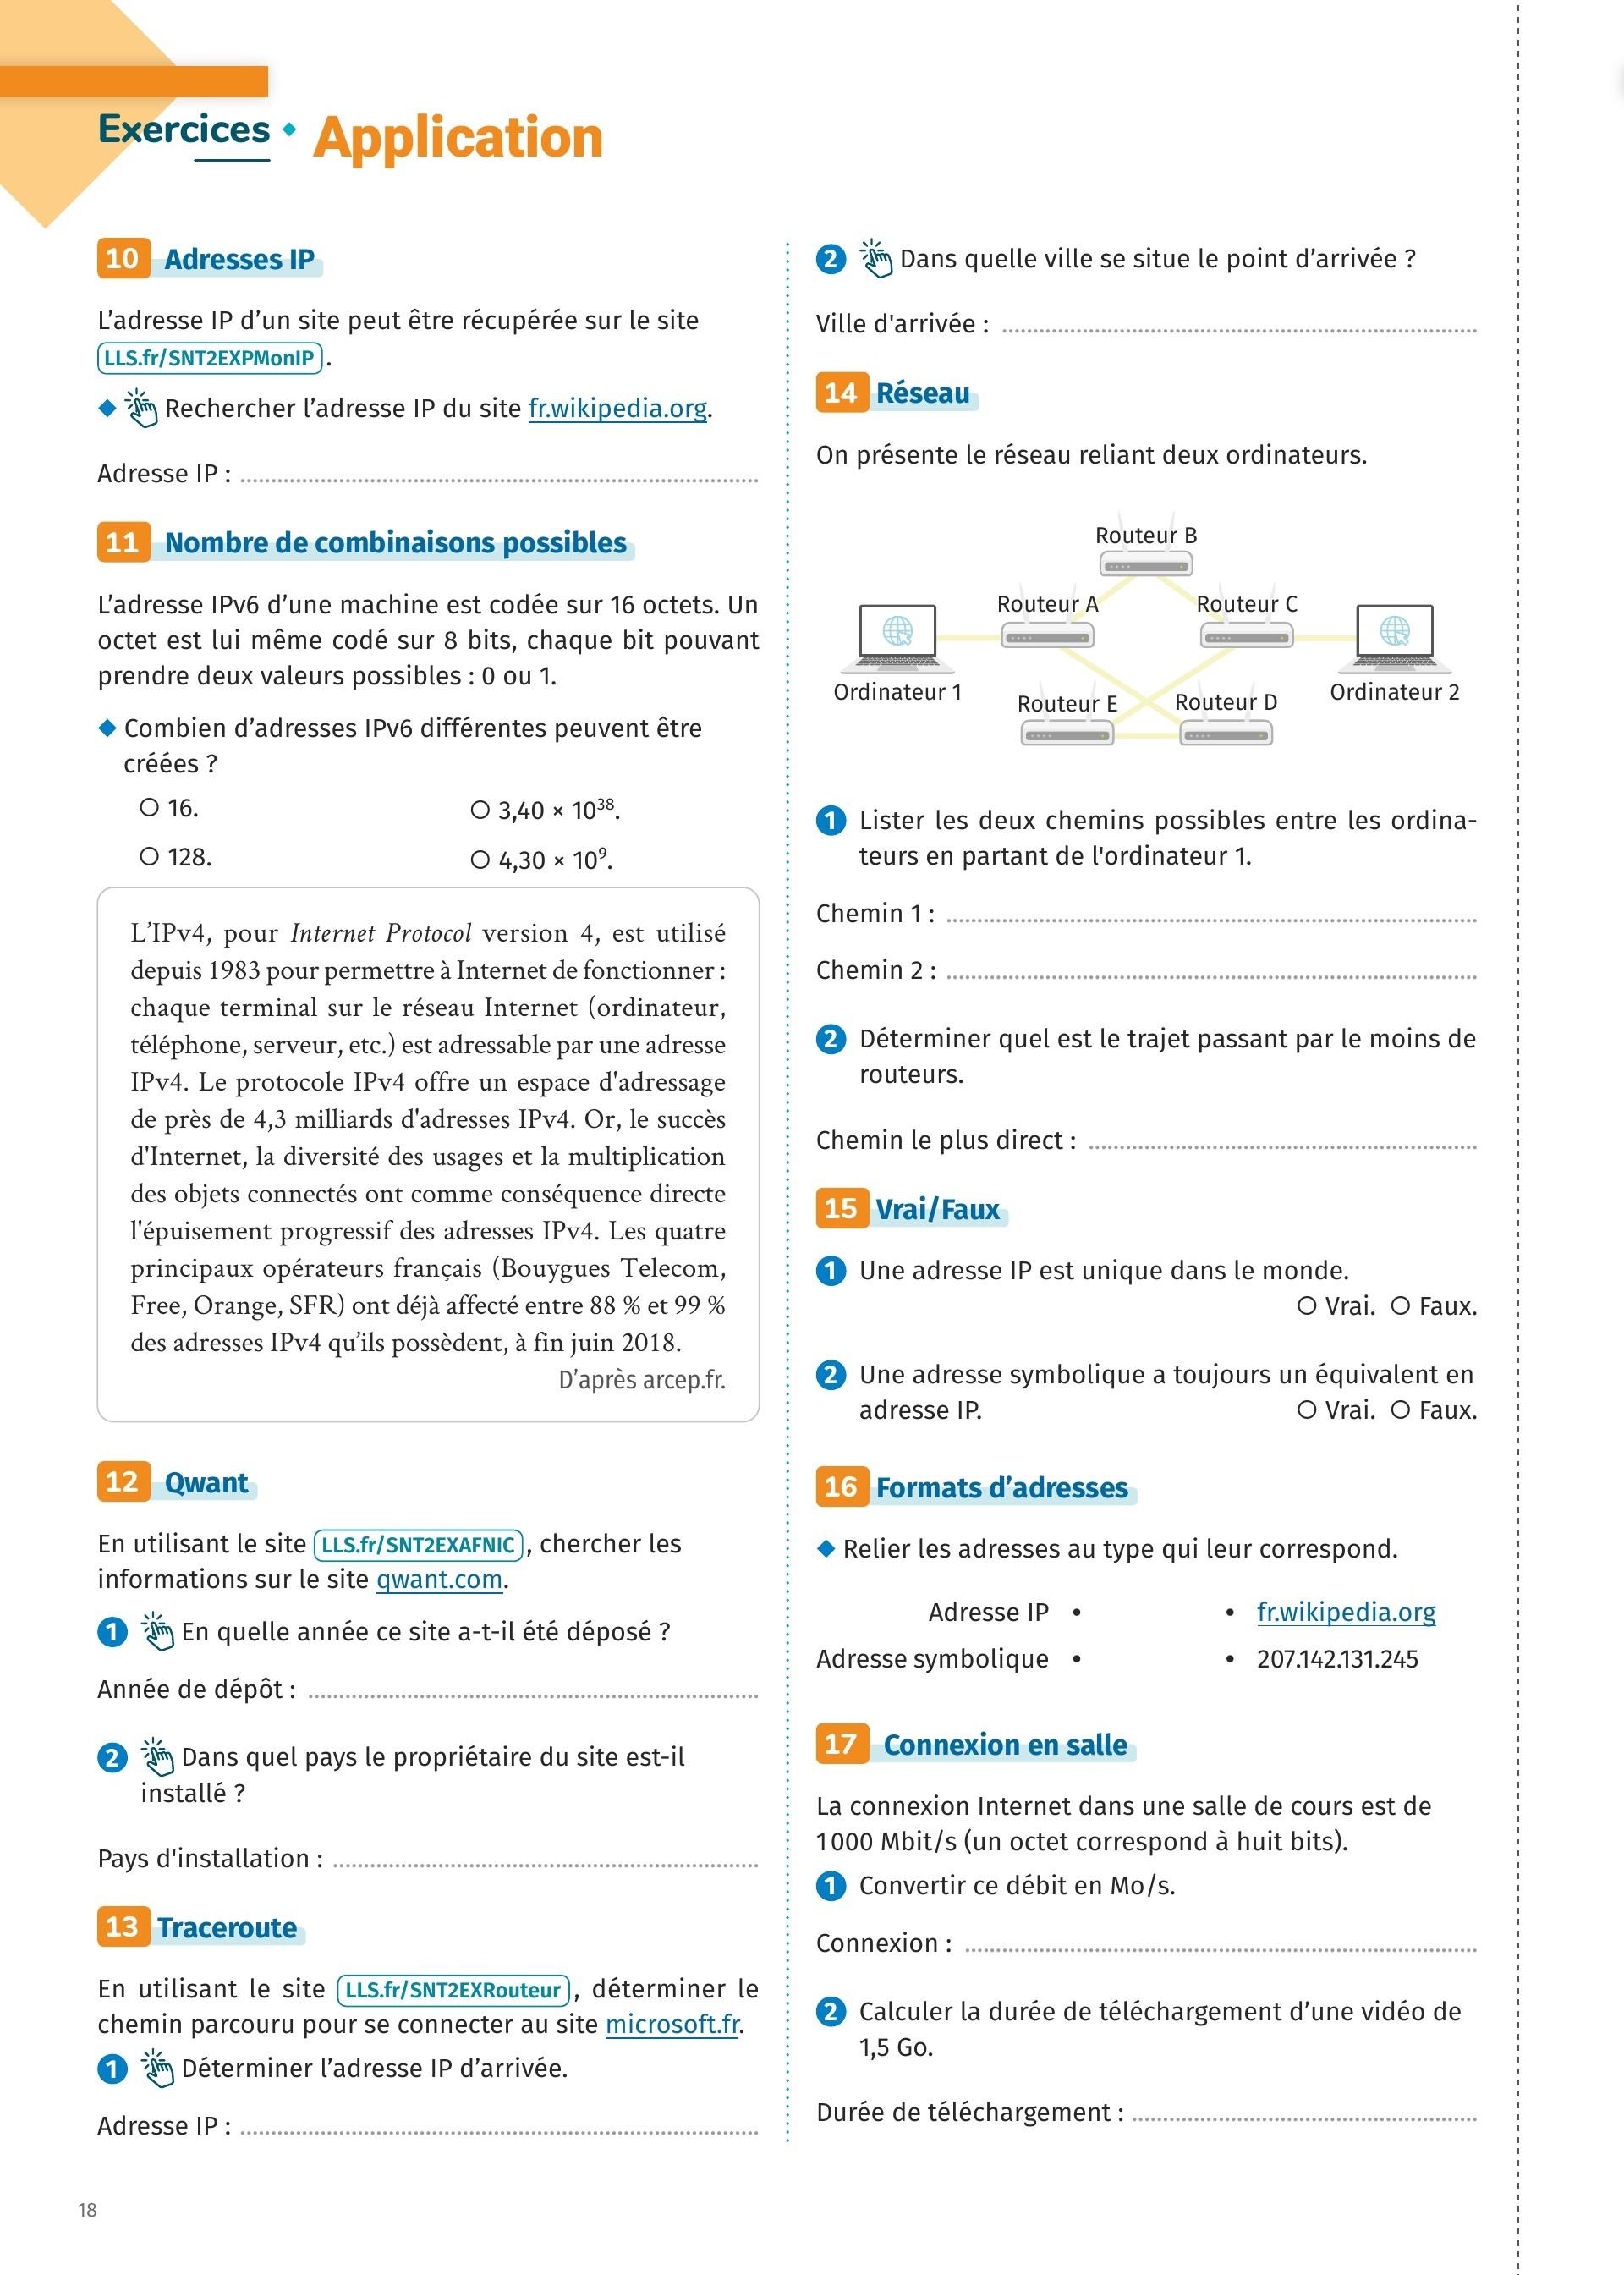 Exercices • Application
10 Adresses IP
L’adresse IP d’un site peut être récupérée sur le site
LLS.fr/SNT2EXPMonIP .
Rechercher l’adresse IP du site fr.wikipedia.org.
Adresse IP :
11 Nombre de combinaisons possibles
L’adresse IPv6 d’une machine est codée sur 16 octets. Un
octet est lui même codé sur 8 bits, chaque bit pouvant
prendre deux valeurs possibles : 0 ou 1.
Combien d’adresses IPv6 différentes peuvent être
créées ?
16.
3,40 × 10³⁸.
128.
4,30 × 10⁹.
L’IPv4, pour Internet Protocol version 4, est utilisé
depuis 1983 pour permettre à Internet de fonctionner :
chaque terminal sur le réseau Internet (ordinateur,
téléphone, serveur, etc.) est adressable par une adresse
IPv4. Le protocole IPv4 offre un espace d'adressage
de près de 4,3 milliards d'adresses IPv4. Or, le succès
d'Internet, la diversité des usages et la multiplication
des objets connectés ont comme conséquence directe
l'épuisement progressif des adresses IPv4. Les quatre
principaux opérateurs français (Bouygues Telecom,
Free, Orange, SFR) ont déjà affecté entre 88 % et 99 %
des adresses IPv4 qu’ils possèdent, à fin juin 2018.
D’après arcep.fr.
12 Qwant
En utilisant le site LLS.fr/SNT2EXAFNIC , chercher les
informations sur le site qwant.com.
1 En quelle année ce site a-t-il été déposé ?
Année de dépôt :
2 Dans quel pays le propriétaire du site est-il
installé ?
Pays d'installation :
13 Traceroute
En utilisant le site LLS.fr/SNT2EXRouteur , déterminer le
chemin parcouru pour se connecter au site microsoft.fr.
1 Déterminer l’adresse IP d’arrivée.
Adresse IP :
2 Dans quelle ville se situe le point d’arrivée ?
Ville d'arrivée :
14 Réseau
On présente le réseau reliant deux ordinateurs.
Routeur B
Routeur A
Routeur C
Ordinateur 1
Ordinateur 2
Routeur E
Routeur D
1 Lister les deux chemins possibles entre les ordina-
teurs en partant de l'ordinateur 1.
Chemin 1 :
Chemin 2 :
2 Déterminer quel est le trajet passant par le moins de
routeurs.
Chemin le plus direct :
15 Vrai/Faux
1 Une adresse IP est unique dans le monde.
Vrai. Faux.
2 Une adresse symbolique a toujours un équivalent en
adresse IP. Vrai. Faux.
16 Formats d’adresses
Relier les adresses au type qui leur correspond.
Adresse IP • • fr.wikipedia.org
Adresse symbolique • • 207.142.131.245
17 Connexion en salle
La connexion Internet dans une salle de cours est de
1 000 Mbit/s (un octet correspond à huit bits).
1 Convertir ce débit en Mo/s.
Connexion :
2 Calculer la durée de téléchargement d’une vidéo de
1,5 Go.
Durée de téléchargement :
18